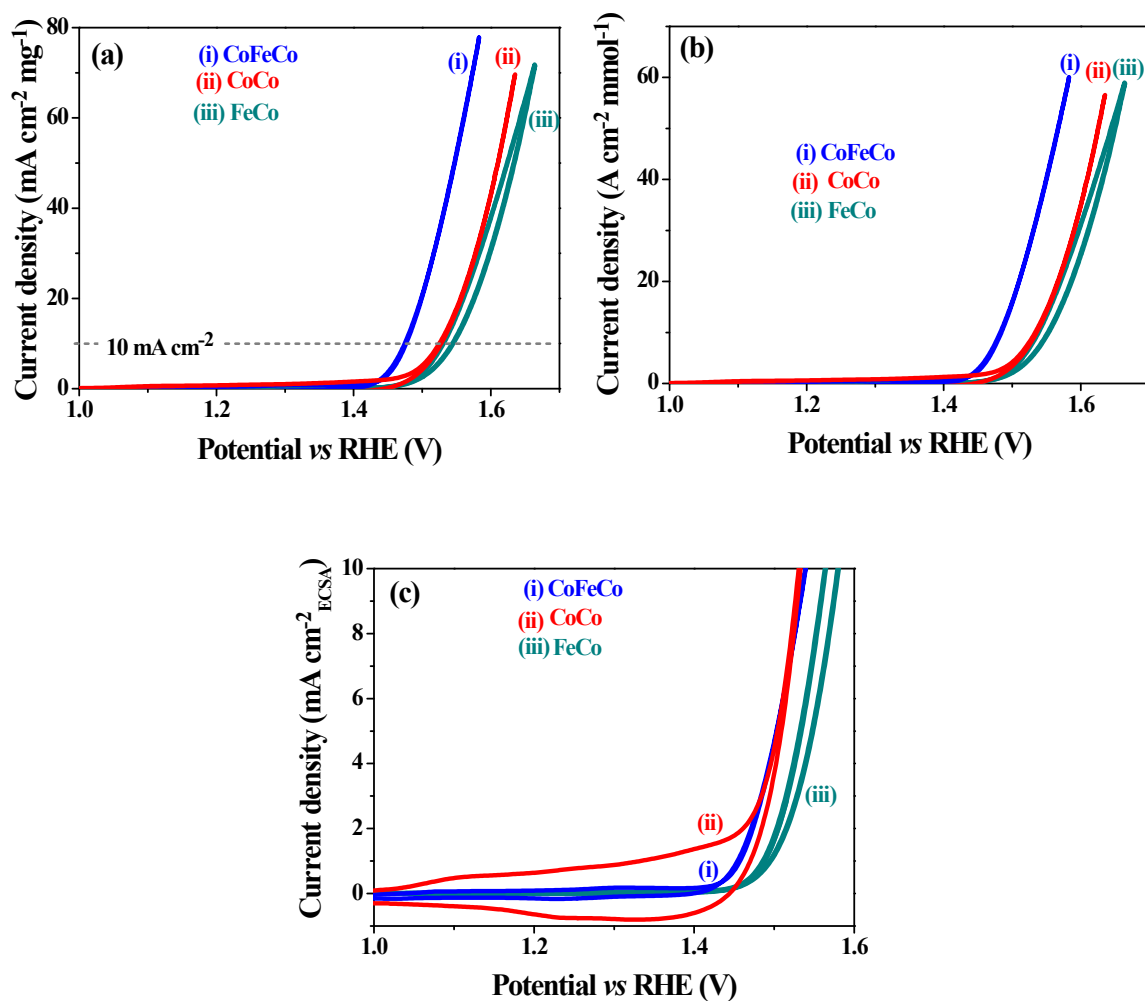 (a)
(i) CoFeCo
(ii) CoCo
(iii) FeCo
(i)
(ii)
(iii)
10 mA cm⁻²
80
60
40
20
0
1.0
1.2
1.4
1.6
Current density (mA cm⁻² mg⁻¹)
Potential vs RHE (V)
(b)
(i) CoFeCo
(ii) CoCo
(iii) FeCo
(i)
(ii)
(iii)
60
40
20
0
1.0
1.2
1.4
1.6
Current density (A cm⁻² mmol⁻¹)
Potential vs RHE (V)
(c)
(i) CoFeCo
(ii) CoCo
(iii) FeCo
(ii)
(i)
(iii)
10
8
6
4
2
0
1.0
1.2
1.4
1.6
Current density (mA cm⁻²ECSA)
Potential vs RHE (V)